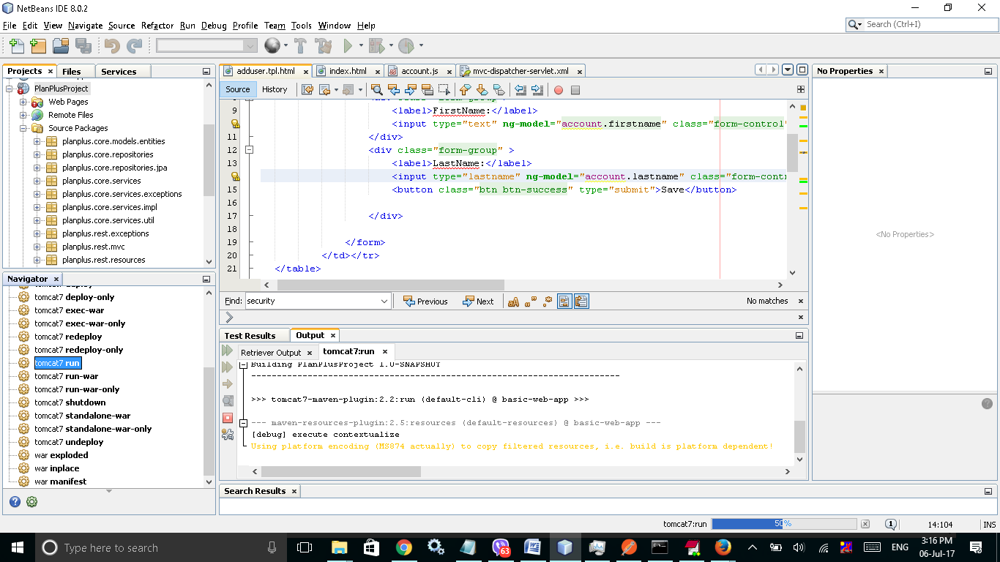 NetBeans IDE 8.0.2
File Edit View Navigate Source Refactor Run Debug Profile Team Tools Window Help
Search (Ctrl+I)
Projects Files Services
PlanPlusProject
Web Pages
Remote Files
Source Packages
planplus.core.models.entities
planplus.core.repositories
planplus.core.repositories.jpa
planplus.core.services
planplus.core.services.exceptions
planplus.core.services.impl
planplus.core.services.util
planplus.rest.exceptions
planplus.rest.mvc
planplus.rest.resources
Navigator
tomcat7 deploy
tomcat7 deploy-only
tomcat7 exec-war
tomcat7 exec-war-only
tomcat7 redeploy
tomcat7 redeploy-only
tomcat7 run
tomcat7 run-war
tomcat7 run-war-only
tomcat7 shutdown
tomcat7 standalone-war
tomcat7 standalone-war-only
tomcat7 undeploy
war exploded
war inplace
war manifest
adduser.tpl.html index.html account.js mvc-dispatcher-servlet.xml
Source History
9 <label>FirstName:</label>
<input type="text" ng-model="account.firstname" class="form-control"
11 </div>
12 <div class="form-group" >
13 <label>LastName:</label>
<input type="lastname" ng-model="account.lastname" class="form-contr
15 <button class="btn btn-success" type="submit">Save</button>
16
17 </div>
18
19 </form>
20 </td></tr>
21 </table>
Find: security Previous Next No matches
Test Results Output
Retriever Output tomcat7:run
Building PlanPlusProject 1.0-SNAPSHOT
------------------------------------------------------------------------
>>> tomcat7-maven-plugin:2.2:run (default-cli) @ basic-web-app >>>
--- maven-resources-plugin:2.5:resources (default-resources) @ basic-web-app ---
[debug] execute contextualize
Using platform encoding (MS874 actually) to copy filtered resources, i.e. build is platform dependent!
Search Results
No Properties
<No Properties>
tomcat7:run 50% 1 14:104 INS
Type here to search
63
ENG
3:16 PM
06-Jul-17